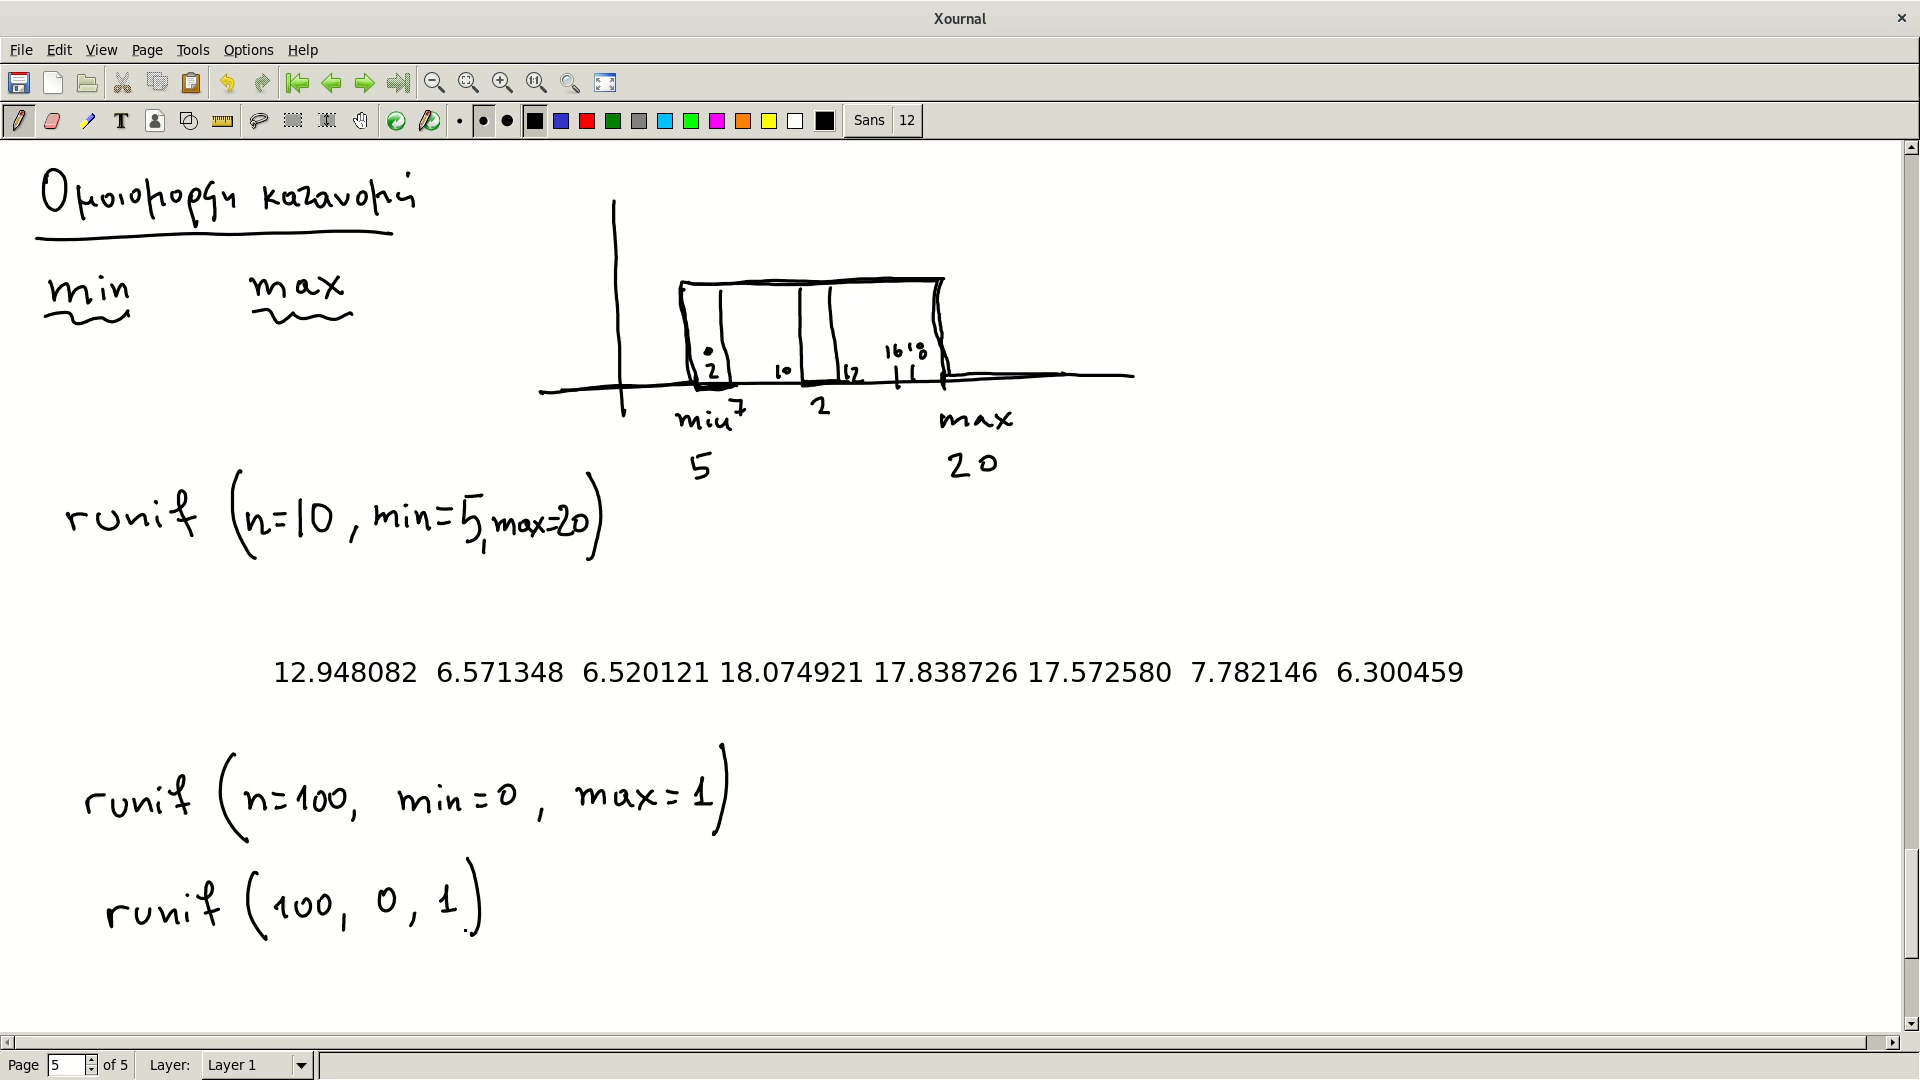 Xournal
File Edit View Page Tools Options Help
Sans 12
Ομοιόμορφη κατανομή
min max
16 18
2 10 12
min 7 2 max
5 20
runif (n=10, min=5, max=20)
12.948082 6.571348 6.520121 18.074921 17.838726 17.572580 7.782146 6.300459
runif (n=100, min=0, max=1)
runif (100, 0, 1)
Page 5 of 5 Layer: Layer 1